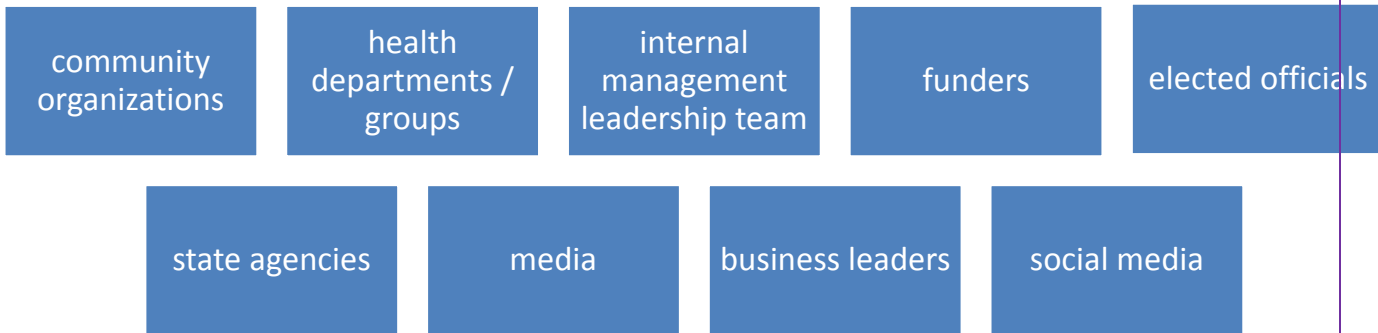 community
organizations
health
departments /
groups
internal
management
leadership team
funders
elected officials
state agencies
media
business leaders
social media